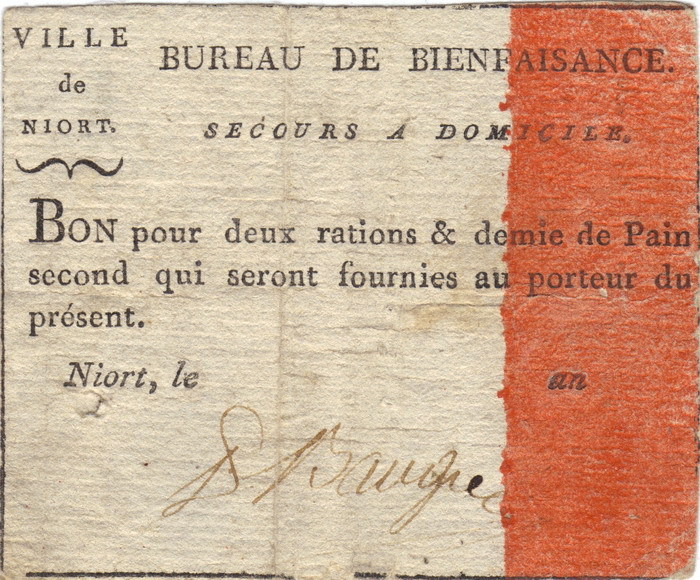 VILLE
de
NIORT.
BUREAU DE BIENFAISANCE.
SECOURS A DOMICILE.
BON pour deux rations & demie de Pain
second qui seront fournies au porteur du
présent.
Niort, le an